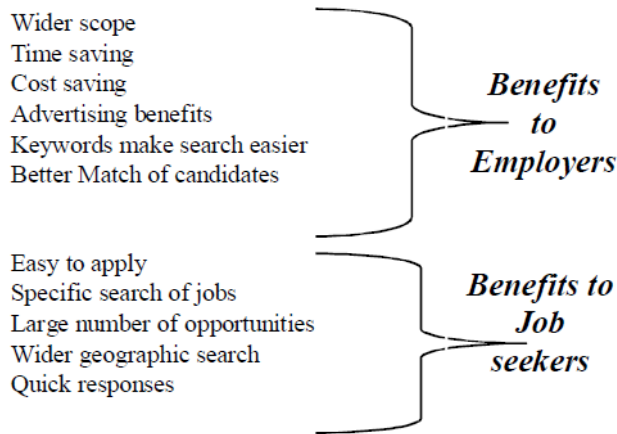 Wider scope
Time saving
Cost saving
Advertising benefits
Keywords make search easier
Better Match of candidates
Benefits
to
Employers
Easy to apply
Specific search of jobs
Large number of opportunities
Wider geographic search
Quick responses
Benefits to
Job
seekers